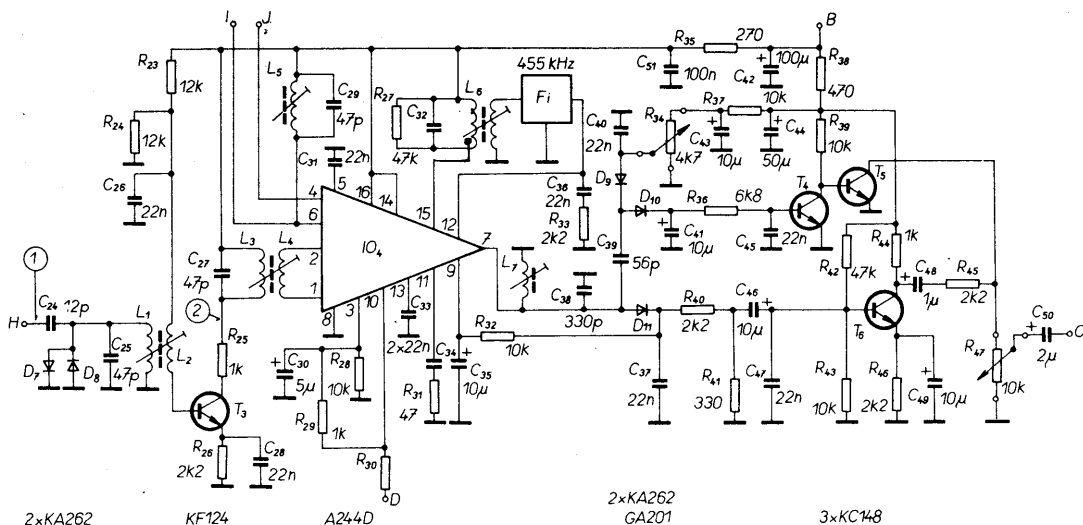 I J B
R23 12k
R24 12k
C26 22n
L5
C29 47p
C31 22n
R27 47k
C32
L6
455 kHz
Fi
C40 22n
R34 4k7
R35 270
C51 100n
+ 100µ C42
R38 470
R37 10k
+ C43 10µ
+ C44 50µ
R39 10k
4 5 16 14
6 15 12
2 IO4 7
1 8 3 10 13 11 9
C36 22n
R33 2k2
D9 D10
R36 6k8
T4 T5
C39 56p
+ C41 10µ
C45 22n
R42 47k
R44 1k
1
H C24 12p
D7 D8
C25 47p
L1 L2
C27 47p
L3 L4
2
R25 1k
T3
R26 2k2
C28 22n
+ C30 5µ
R29 1k
R28 10k
C33 2x22n
C34
R31 47
+ C35 10µ
R32 10k
R30
D
L7
C38 330p
D11
R40 2k2
C46 + 10µ
C37 22n
R41 330
C47 22n
R43 10k
T6
R46 2k2
C49 + 10µ
+ C48 1µ
R45 2k2
R47 10k
C50 + 2µ
O
2xKA262 KF124 A244D 2xKA262
GA201 3xKC148